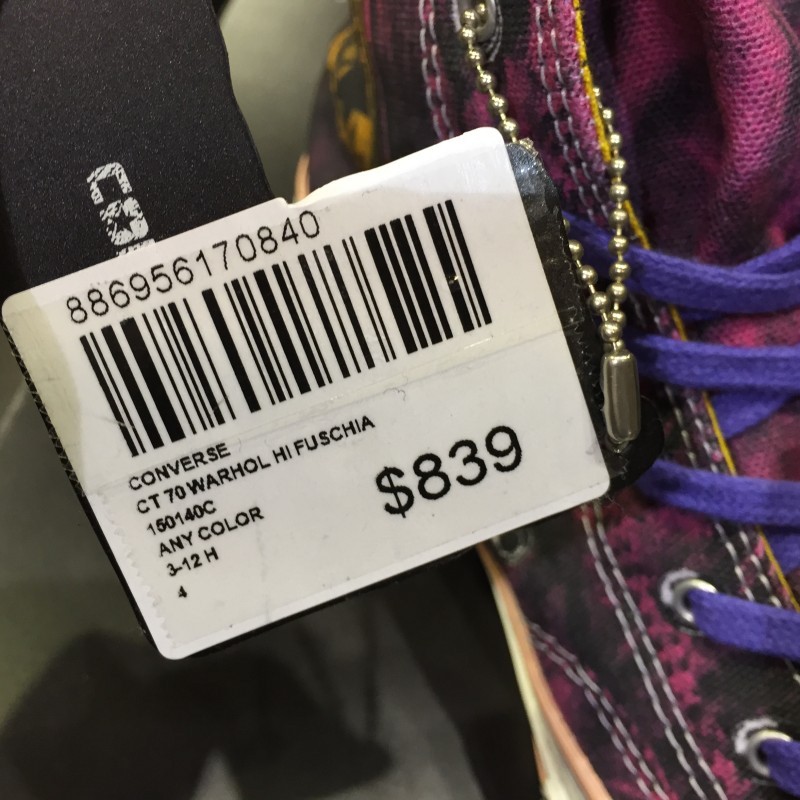 886956170840
CONVERSE
CT 70 WARHOL HI FUSCHIA
150140C
ANY COLOR
3-12 H
4
$839